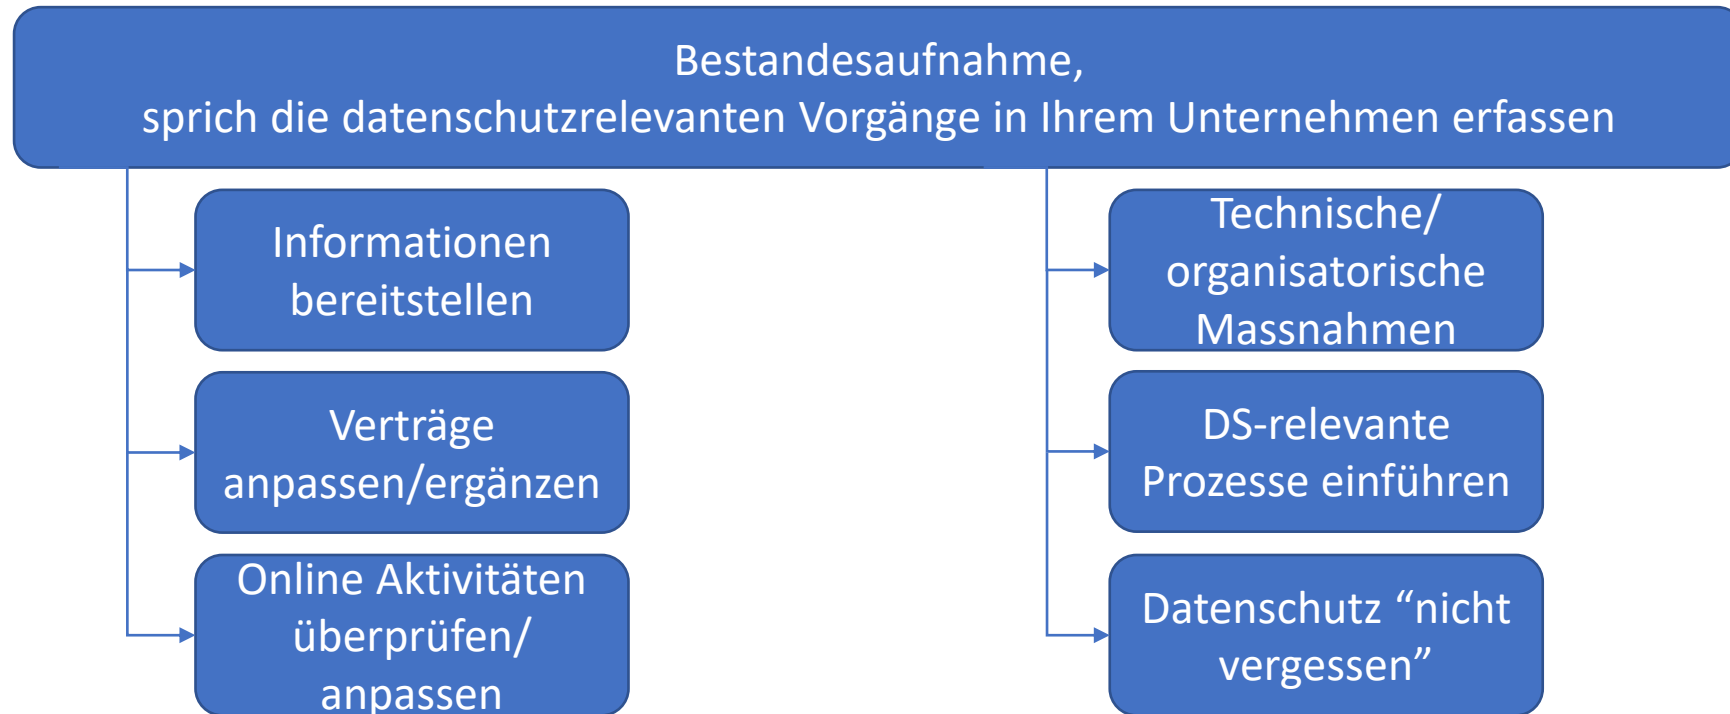 Bestandesaufnahme,
sprich die datenschutzrelevanten Vorgänge in Ihrem Unternehmen erfassen
Informationen
bereitstellen
Verträge
anpassen/ergänzen
Online Aktivitäten
überprüfen/
anpassen
Technische/
organisatorische
Massnahmen
DS-relevante
Prozesse einführen
Datenschutz “nicht
vergessen”